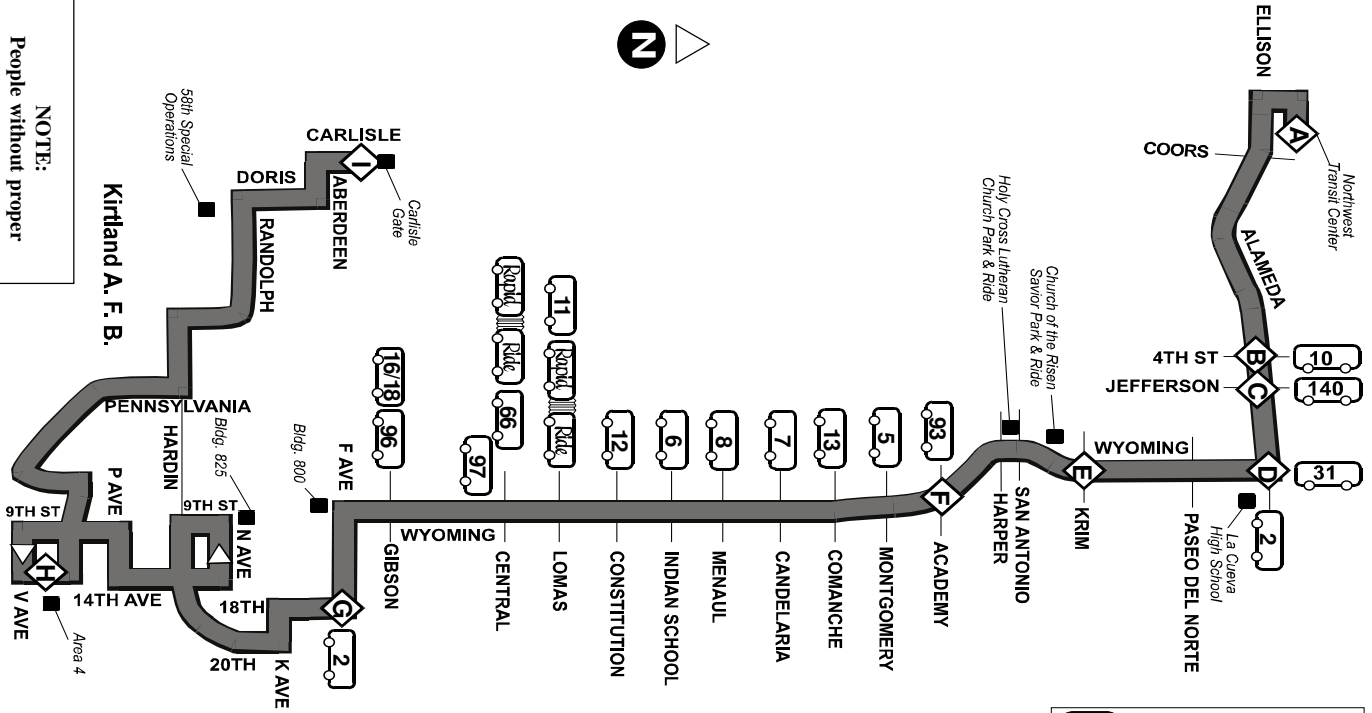 ELLISON
A
Northwest
Transit Center
COORS
ALAMEDA
4TH ST
B
10
JEFFERSON
C
140
D
31
2
La Cueva
High School
PASEO DEL NORTE
WYOMING
E
KRIM
Church of the Risen
Savior Park & Ride
SAN ANTONIO
HARPER
Holy Cross Lutheran
Church Park & Ride
F
ACADEMY
93
MONTGOMERY
5
COMANCHE
13
CANDELARIA
7
MENAUL
8
INDIAN SCHOOL
6
CONSTITUTION
12
LOMAS
11
Rapid Ride
CENTRAL
Rapid Ride
66
97
WYOMING
GIBSON
16/18
96
F AVE
Bldg. 800
G
2
18TH
K AVE
20TH
N AVE
9TH ST
Bldg. 825
HARDIN
14TH AVE
P AVE
9TH ST
H
V AVE
Area 4
PENNSYLVANIA
Kirtland A. F. B.
RANDOLPH
DORIS
58th Special
Operations
ABERDEEN
CARLISLE
I
Carlisle
Gate
N
NOTE:
People without proper